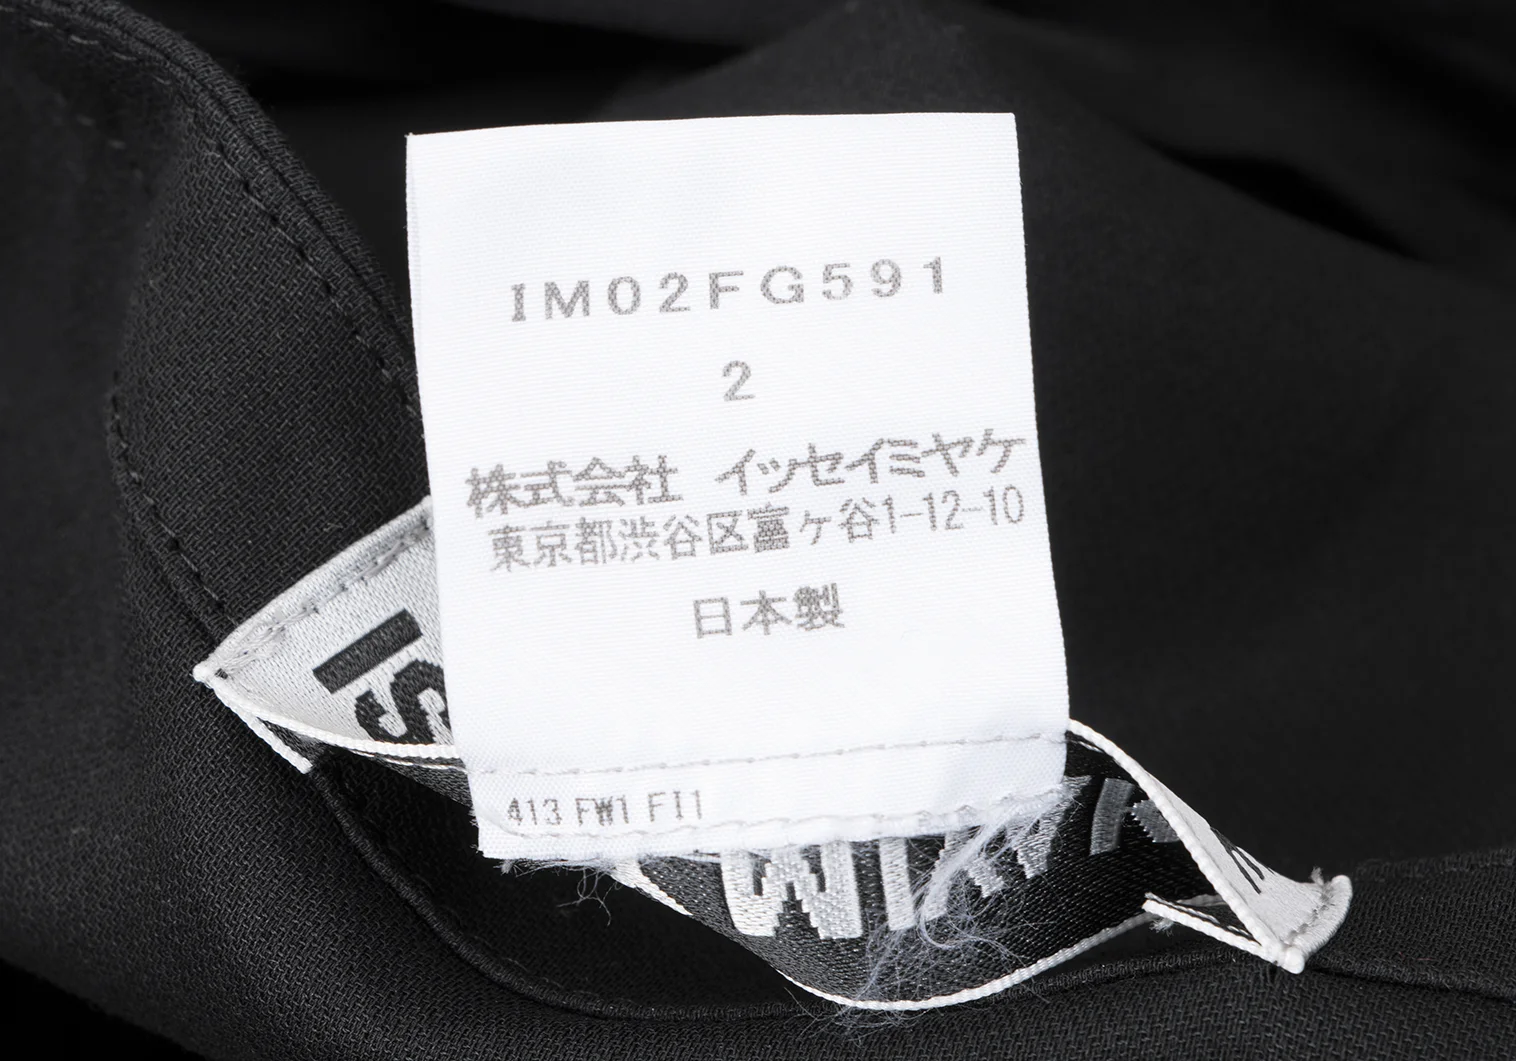 IM02FG591
2
株式会社 イッセイミヤケ
東京都渋谷区富ヶ谷1-12-10
日本製
413 FW1 FI1